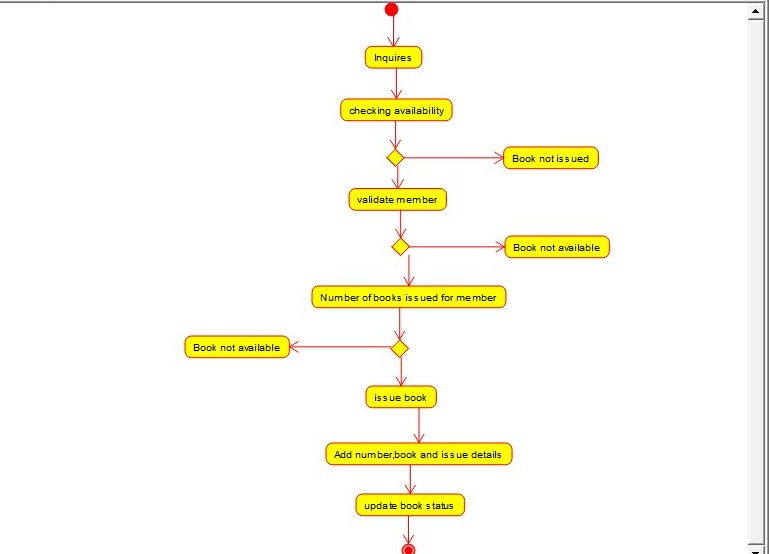 Inquires
checking availability
Book not issued
validate member
Book not available
Number of books issued for member
Book not available
issue book
Add number,book and issue details
update book status